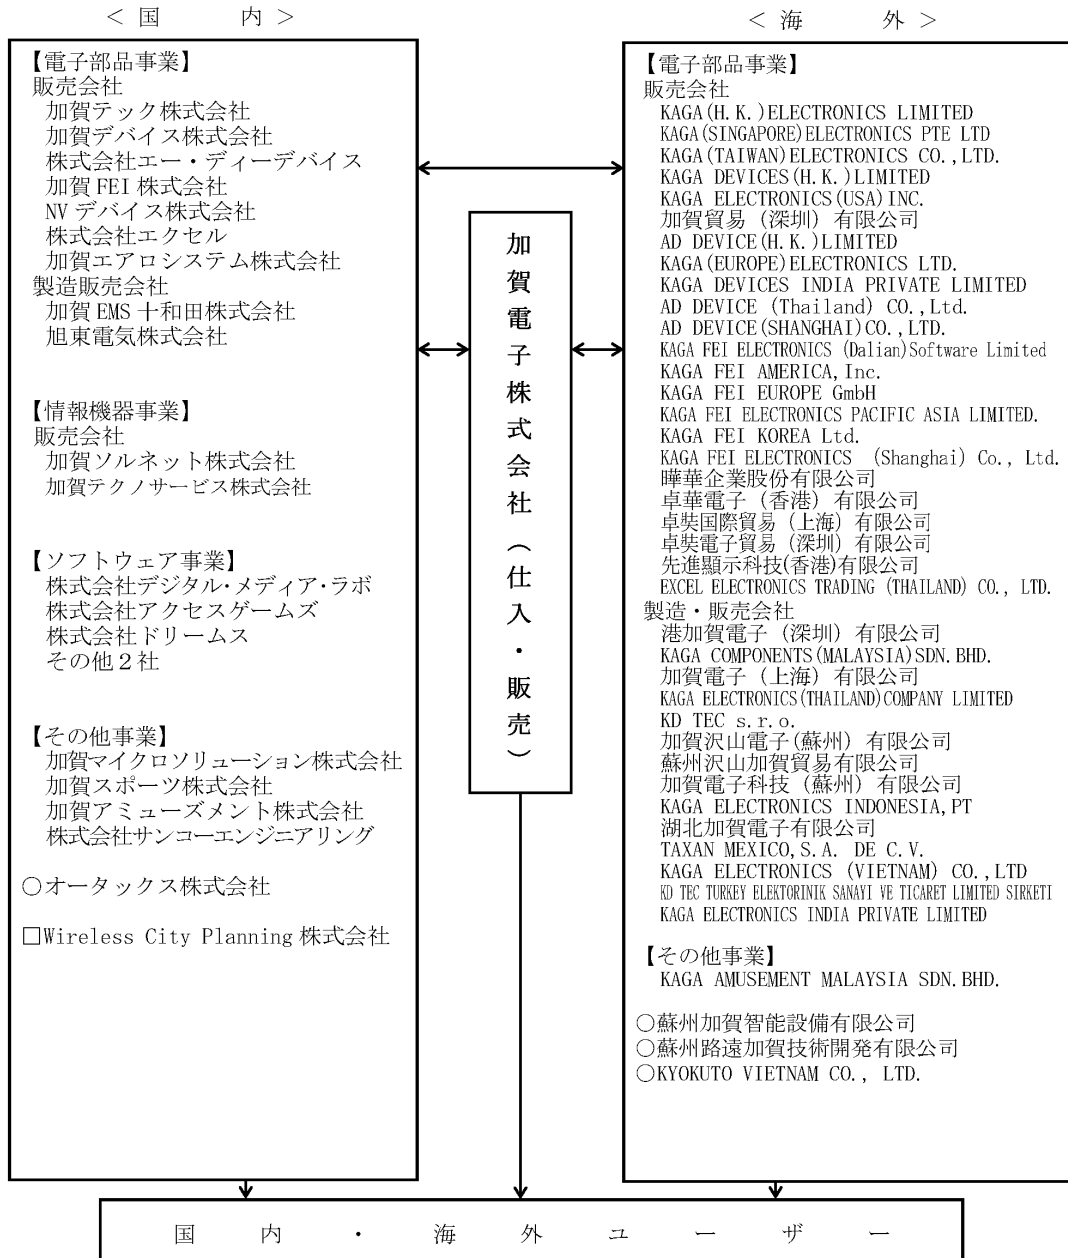 ＜国　　内＞
【電子部品事業】
販売会社
加賀テック株式会社
加賀デバイス株式会社
株式会社エー・ディーデバイス
加賀 FEI 株式会社
NV デバイス株式会社
株式会社エクセル
加賀エアロシステム株式会社
製造販売会社
加賀 EMS 十和田株式会社
旭東電気株式会社
【情報機器事業】
販売会社
加賀ソルネット株式会社
加賀テクノサービス株式会社
【ソフトウェア事業】
株式会社デジタル・メディア・ラボ
株式会社アクセスゲームズ
株式会社ドリームス
その他２社
【その他事業】
加賀マイクロソリューション株式会社
加賀スポーツ株式会社
加賀アミューズメント株式会社
株式会社サンコーエンジニアリング
○オータックス株式会社
□Wireless City Planning 株式会社
加賀電子株式会社（仕入・販売）
＜海　　外＞
【電子部品事業】
販売会社
KAGA(H.K.)ELECTRONICS LIMITED
KAGA(SINGAPORE)ELECTRONICS PTE LTD
KAGA(TAIWAN)ELECTRONICS CO.,LTD.
KAGA DEVICES(H.K.)LIMITED
KAGA ELECTRONICS(USA)INC.
加賀貿易（深圳）有限公司
AD DEVICE(H.K.)LIMITED
KAGA(EUROPE)ELECTRONICS LTD.
KAGA DEVICES INDIA PRIVATE LIMITED
AD DEVICE (Thailand) CO.,Ltd.
AD DEVICE(SHANGHAI)CO.,LTD.
KAGA FEI ELECTRONICS (Dalian)Software Limited
KAGA FEI AMERICA,Inc.
KAGA FEI EUROPE GmbH
KAGA FEI ELECTRONICS PACIFIC ASIA LIMITED.
KAGA FEI KOREA Ltd.
KAGA FEI ELECTRONICS （Shanghai）Co., Ltd.
曄華企業股份有限公司
卓華電子（香港）有限公司
卓奘国際貿易（上海）有限公司
卓奘電子貿易（深圳）有限公司
先進顯示科技(香港)有限公司
EXCEL ELECTRONICS TRADING (THAILAND) CO., LTD.
製造・販売会社
港加賀電子（深圳）有限公司
KAGA COMPONENTS(MALAYSIA)SDN.BHD.
加賀電子（上海）有限公司
KAGA ELECTRONICS(THAILAND)COMPANY LIMITED
KD TEC s.r.o.
加賀沢山電子(蘇州）有限公司
蘇州沢山加賀貿易有限公司
加賀電子科技（蘇州）有限公司
KAGA ELECTRONICS INDONESIA,PT
湖北加賀電子有限公司
TAXAN MEXICO,S.A. DE C.V.
KAGA ELECTRONICS (VIETNAM) CO.,LTD
KD TEC TURKEY ELEKTORINIK SANAYI VE TICARET LIMITED SIRKETI
KAGA ELECTRONICS INDIA PRIVATE LIMITED
【その他事業】
KAGA AMUSEMENT MALAYSIA SDN.BHD.
○蘇州加賀智能設備有限公司
○蘇州路遠加賀技術開発有限公司
○KYOKUTO VIETNAM CO., LTD.
国内・海外ユーザー